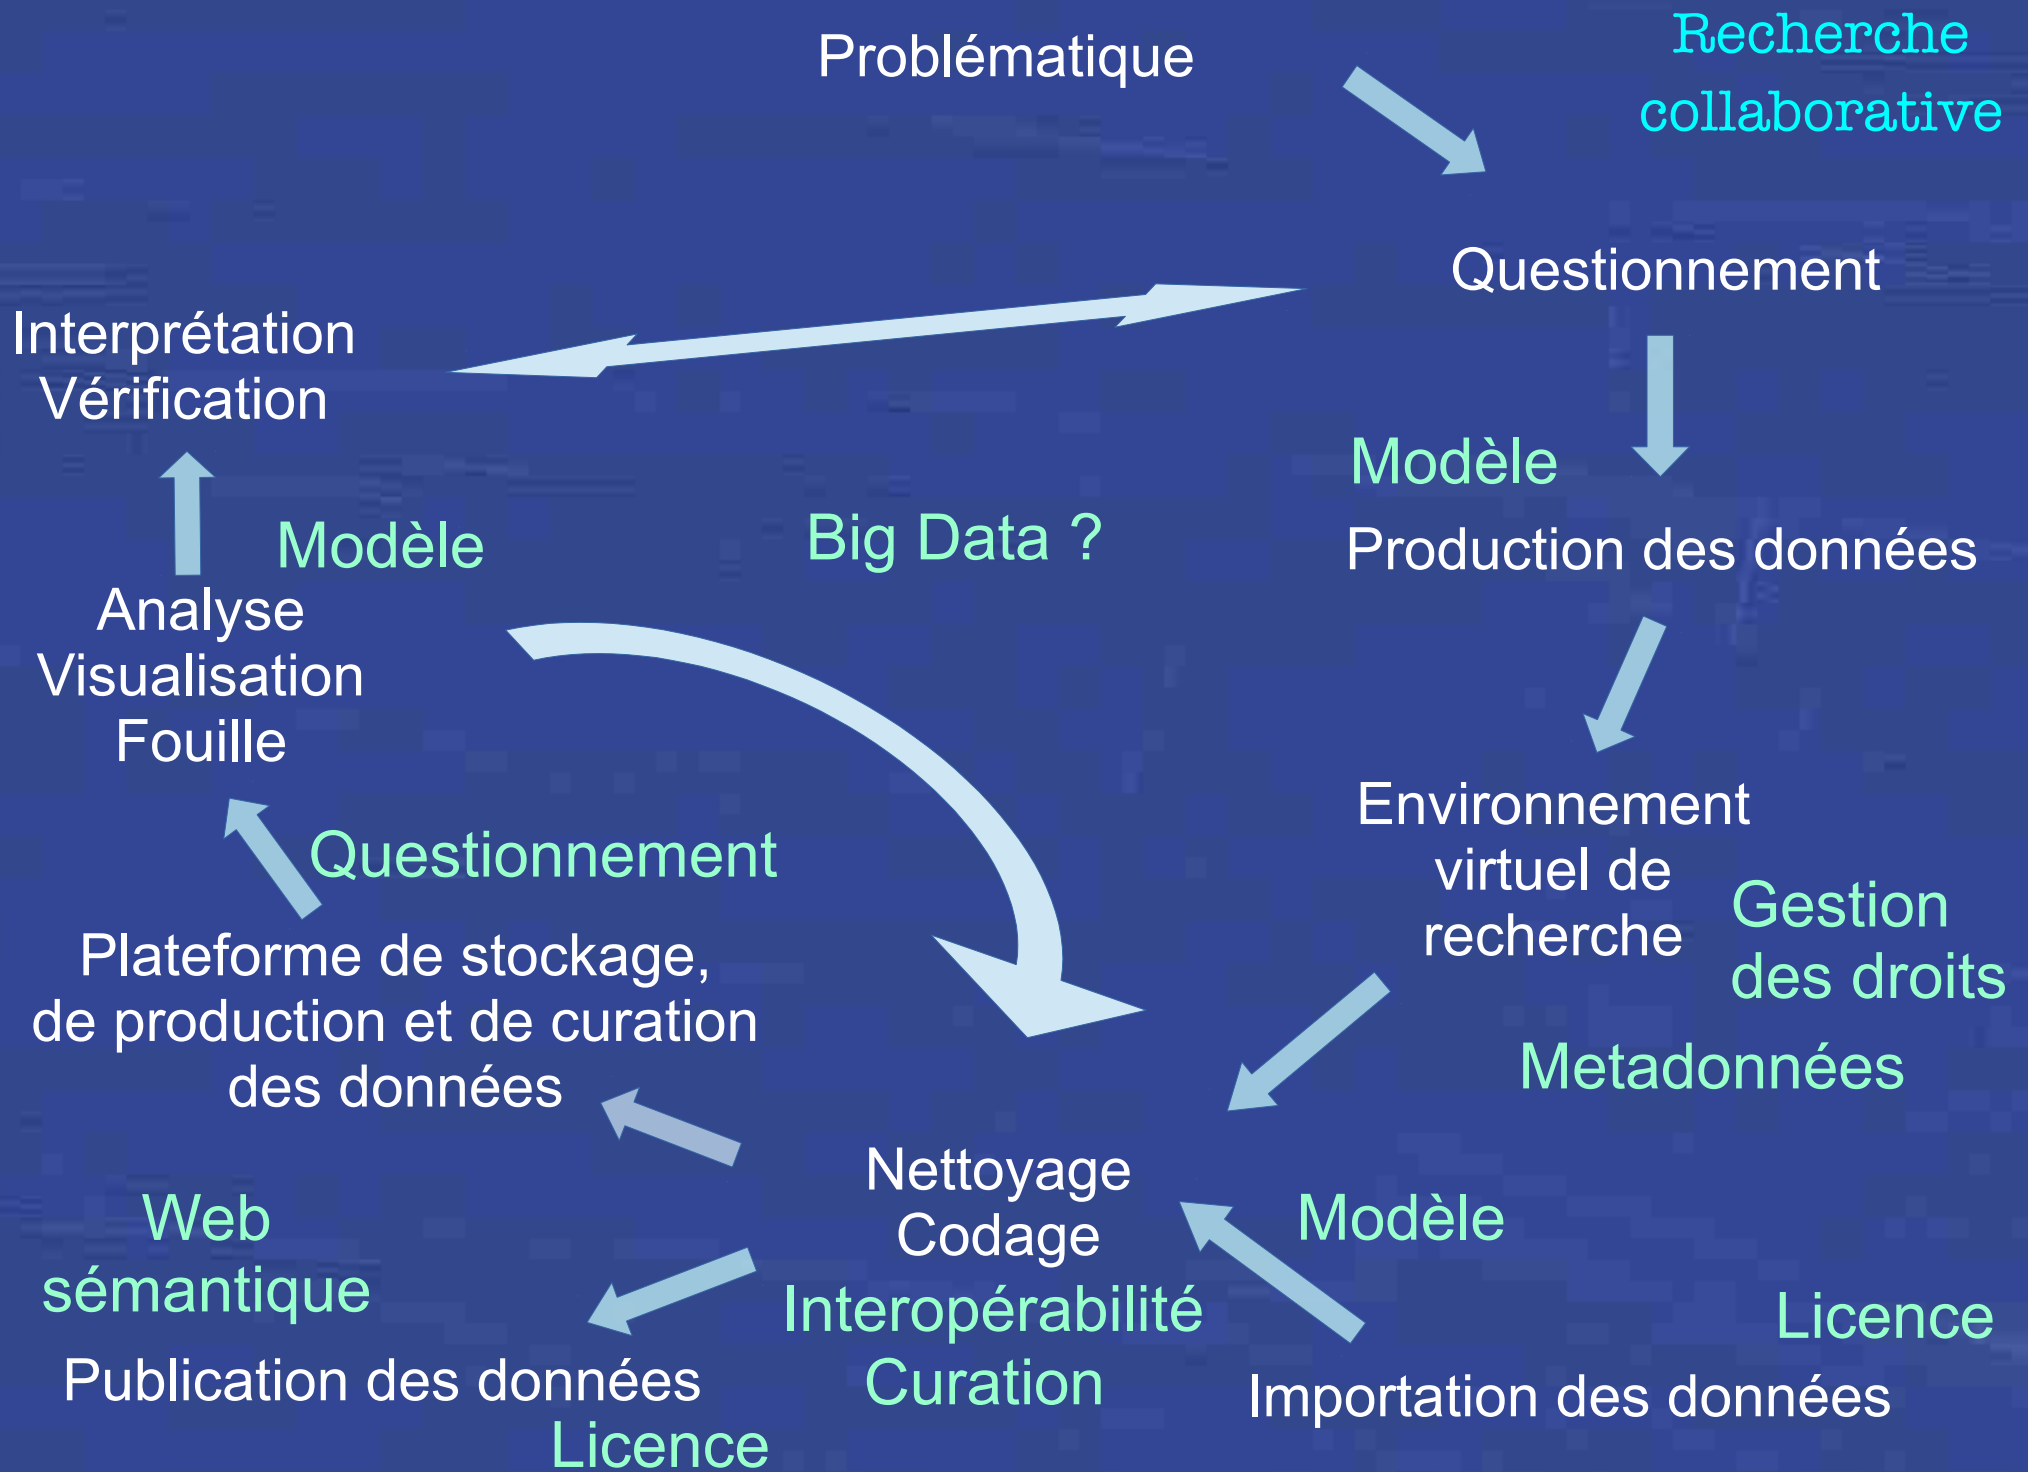 Problématique
Recherche
collaborative
Questionnement
Interprétation
Vérification
Modèle
Production des données
Modèle
Big Data ?
Analyse
Visualisation
Fouille
Environnement
virtuel de
recherche
Gestion
des droits
Questionnement
Plateforme de stockage,
de production et de curation
des données
Metadonnées
Nettoyage
Codage
Interopérabilité
Curation
Modèle
Web
sémantique
Licence
Publication des données
Licence
Importation des données